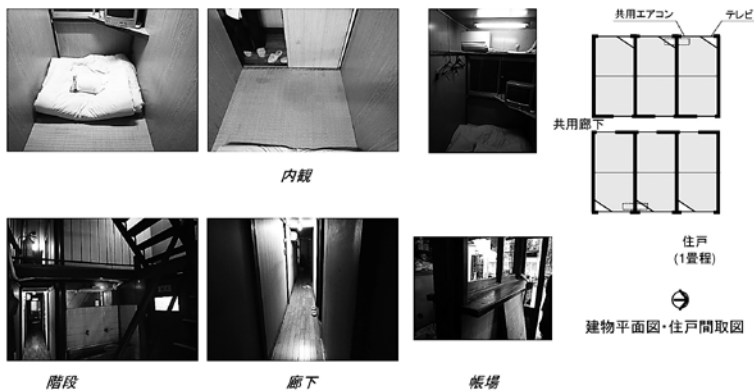 共用エアコン
テレビ
共用廊下
内観
住戸
(1畳程)
建物平面図・住戸間取図
階段
廊下
帳場